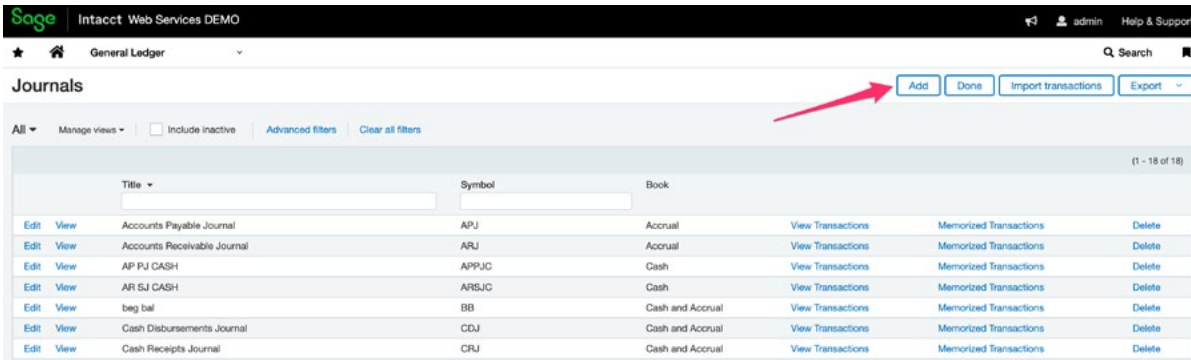 Sage Intacct Web Services DEMO admin Help & Suppor
General Ledger Search
Journals Add Done Import transactions Export
All Manage views Include inactive Advanced filters Clear all filters
(1 - 18 of 18)
Title Symbol Book
Edit View Accounts Payable Journal APJ Accrual View Transactions Memorized Transactions Delete
Edit View Accounts Receivable Journal ARJ Accrual View Transactions Memorized Transactions Delete
Edit View AP PJ CASH APPJC Cash View Transactions Memorized Transactions Delete
Edit View AR SJ CASH ARSJC Cash View Transactions Memorized Transactions Delete
Edit View beg bal BB Cash and Accrual View Transactions Memorized Transactions Delete
Edit View Cash Disbursements Journal CDJ Cash and Accrual View Transactions Memorized Transactions Delete
Edit View Cash Receipts Journal CRJ Cash and Accrual View Transactions Memorized Transactions Delete